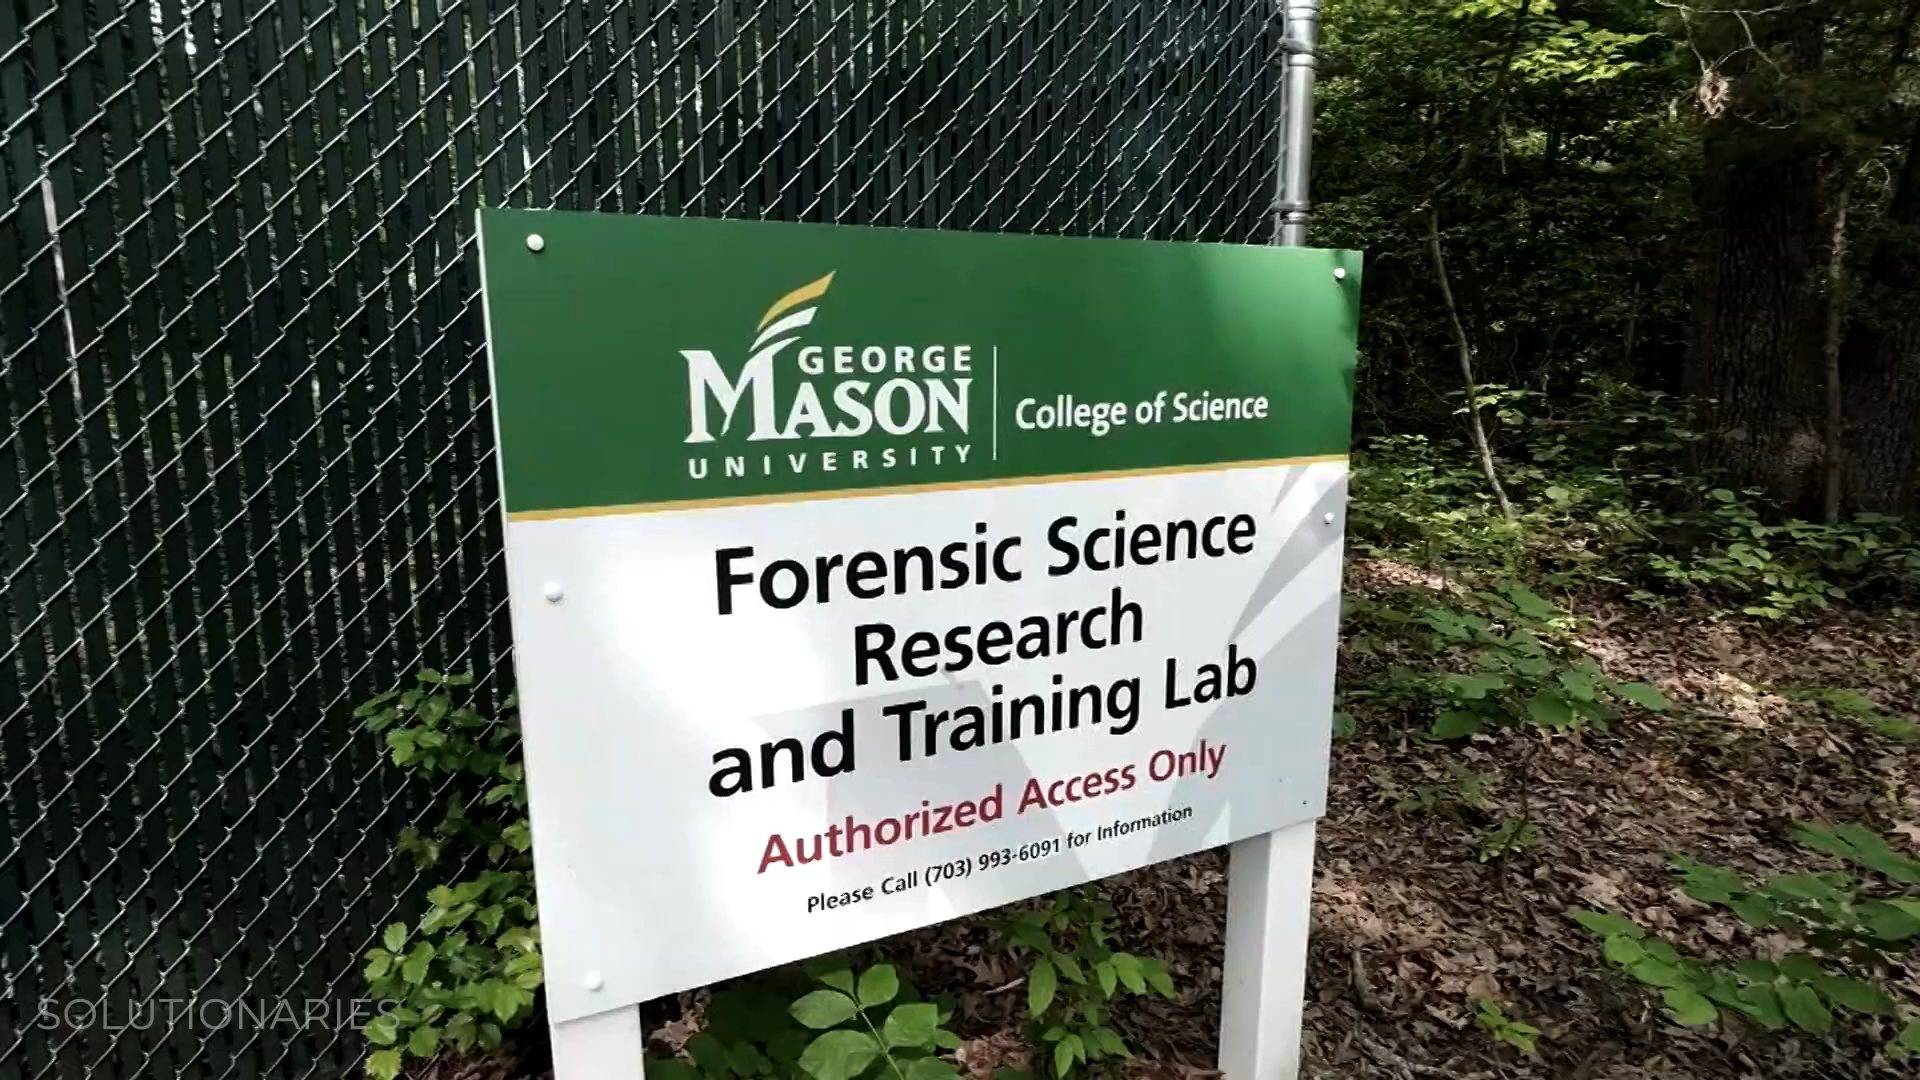 GEORGE
MASON
UNIVERSITY
College of Science
Forensic Science
Research
and Training Lab
Authorized Access Only
Please Call (703) 993-6091 for Information
SOLUTIONARIES